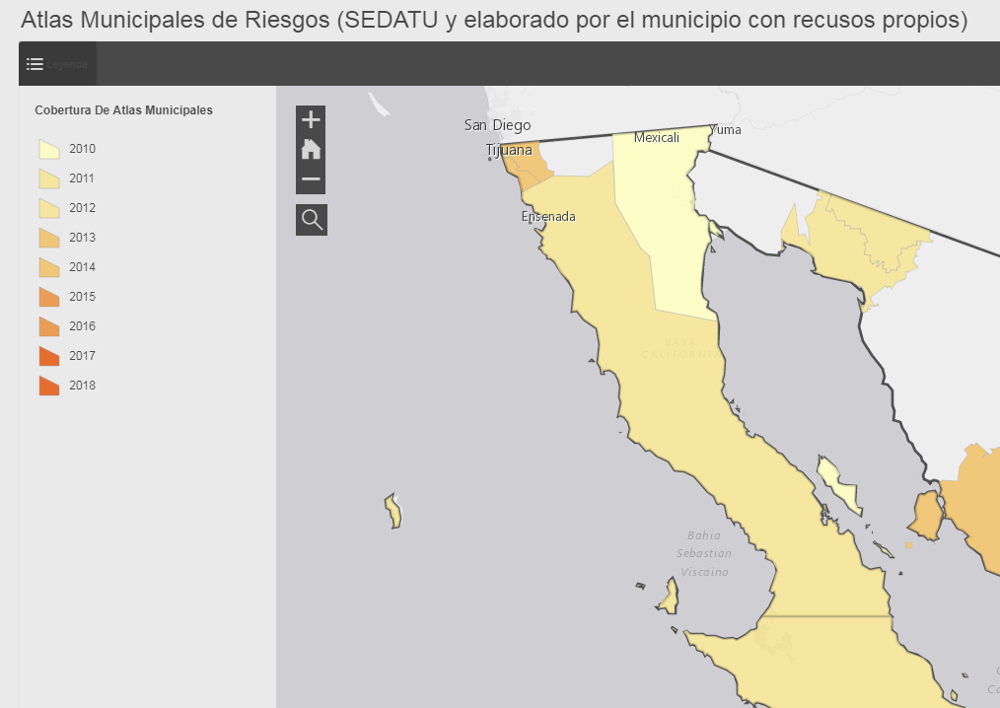 Atlas Municipales de Riesgos (SEDATU y elaborado por el municipio con recusos propios)
Leyenda
Cobertura De Atlas Municipales
2010
2011
2012
2013
2014
2015
2016
2017
2018
San Diego
Tijuana
Mexicali
Yuma
Ensenada
BAJA
CALIFORNIA
Bahia
Sebastian
Viscaino